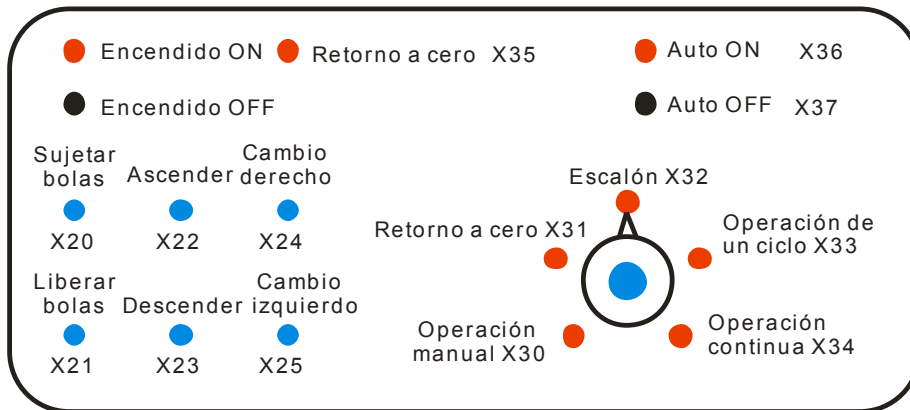 Encendido ON
Retorno a cero X35
Auto ON X36
Encendido OFF
Auto OFF X37
Sujetar
bolas
Ascender
Cambio
derecho
X20
X22
X24
Liberar
bolas
Descender
Cambio
izquierdo
X21
X23
X25
Escalón X32
Retorno a cero X31
Operación de
un ciclo X33
Operación
manual X30
Operación
continua X34